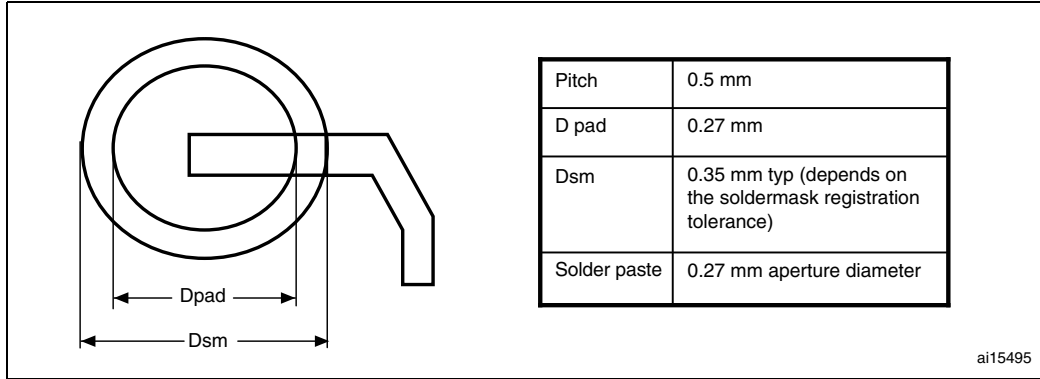 Dpad
Dsm
Pitch 0.5 mm
D pad 0.27 mm
Dsm 0.35 mm typ (depends on
the soldermask registration
tolerance)
Solder paste 0.27 mm aperture diameter
ai15495